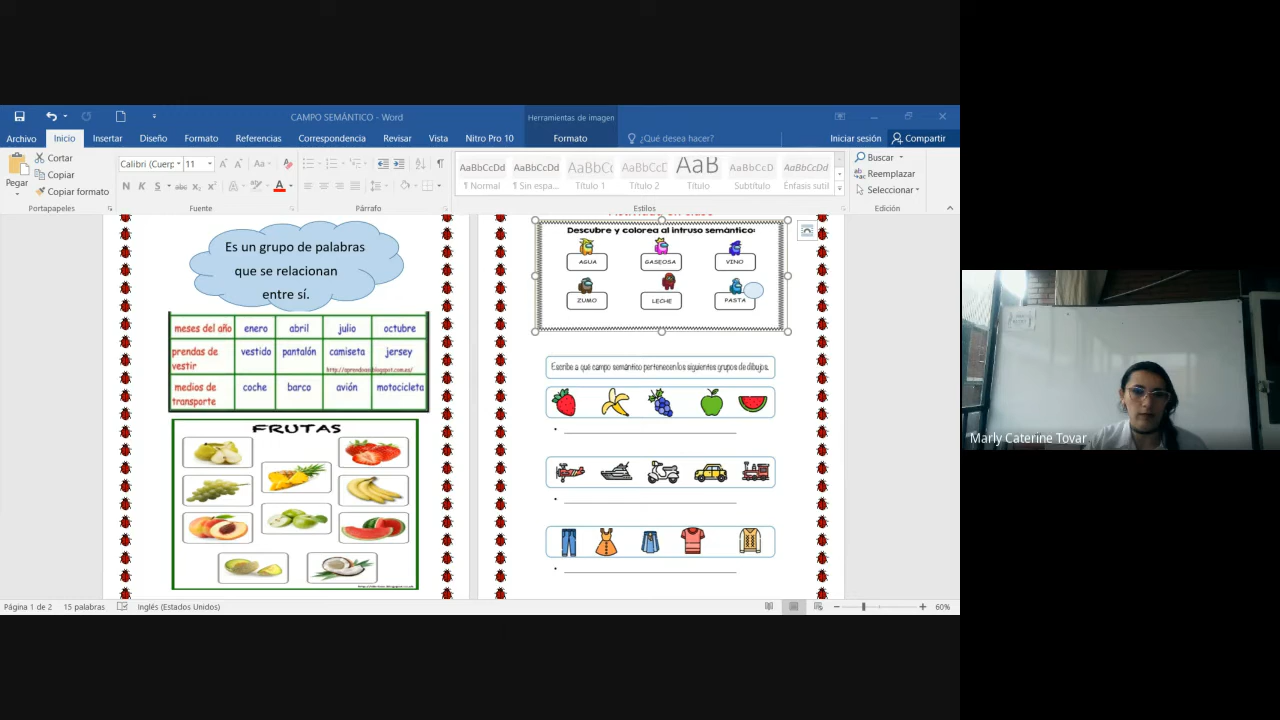 CAMPO SEMÁNTICO - Word
Herramientas de imagen
Archivo
Inicio
Insertar
Diseño
Formato
Referencias
Correspondencia
Revisar
Vista
Nitro Pro 10
Formato
¿Qué desea hacer?
Iniciar sesión
Compartir
Pegar
Cortar
Copiar
Copiar formato
Portapapeles
Calibri (Cuerp
11
N K S abc x₂ x²
Fuente
Párrafo
AaBbCcDd
¶ Normal
AaBbCcDd
¶ Sin espa...
AaBbCc
Título 1
AaBbCcC
Título 2
AaB
Título
AaBbCcD
Subtítulo
AaBbCcDd
Énfasis sutil
Estilos
Buscar
Reemplazar
Seleccionar
Edición
Es un grupo de palabras
que se relacionan
entre sí.
meses del año enero abril julio octubre
prendas de vestido pantalón camiseta jersey
vestir
medios de coche barco avión motocicleta
transporte
FRUTAS
Descubre y colorea al intruso semántico:
AGUA GASEOSA VINO
ZUMO LECHE PASTA
Escribe a qué campo semántico pertenecen los siguientes grupos de dibujos.
Marly Caterine Tovar
Página 1 de 2 15 palabras Inglés (Estados Unidos) 60%